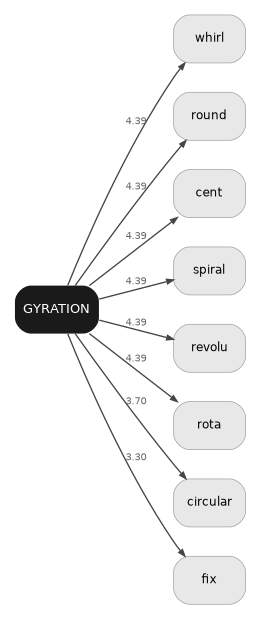 whirl
4.39
round
4.39
cent
4.39
spiral
4.39
GYRATION
4.39
revolu
4.39
rota
3.70
circular
3.30
fix